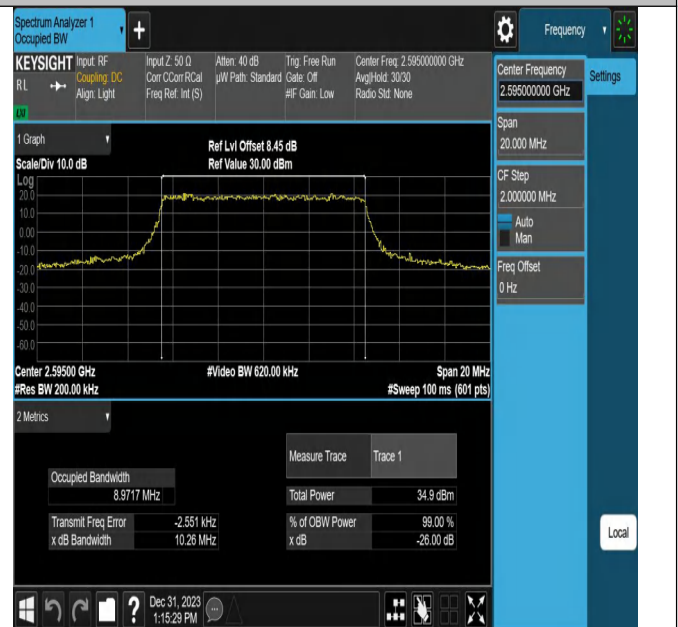 Spectrum Analyzer 1
Occupied BW
+
Frequency
KEYSIGHT
RL
LXI
Input: RF
Coupling: DC
Align: Light
Input Z: 50 Ω
Corr CCorr RCal
Freq Ref: Int (S)
Atten: 40 dB
µW Path: Standard
Trig: Free Run
Gate: Off
#IF Gain: Low
Center Freq: 2.595000000 GHz
Avg|Hold: 30/30
Radio Std: None
Center Frequency
2.595000000 GHz
Settings
Span
20.000 MHz
CF Step
2.000000 MHz
Auto
Man
Freq Offset
0 Hz
1 Graph
Scale/Div 10.0 dB
Ref Lvl Offset 8.45 dB
Ref Value 30.00 dBm
Log
20.0
10.0
0.00
-10.0
-20.0
-30.0
-40.0
-50.0
-60.0
Center 2.59500 GHz
#Video BW 620.00 kHz
Span 20 MHz
#Res BW 200.00 kHz
#Sweep 100 ms (601 pts)
2 Metrics
Measure Trace Trace 1
Occupied Bandwidth
8.9717 MHz
Total Power 34.9 dBm
Transmit Freq Error -2.551 kHz
% of OBW Power 99.00 %
x dB Bandwidth 10.26 MHz
x dB -26.00 dB
Local
?
Dec 31, 2023
1:15:29 PM